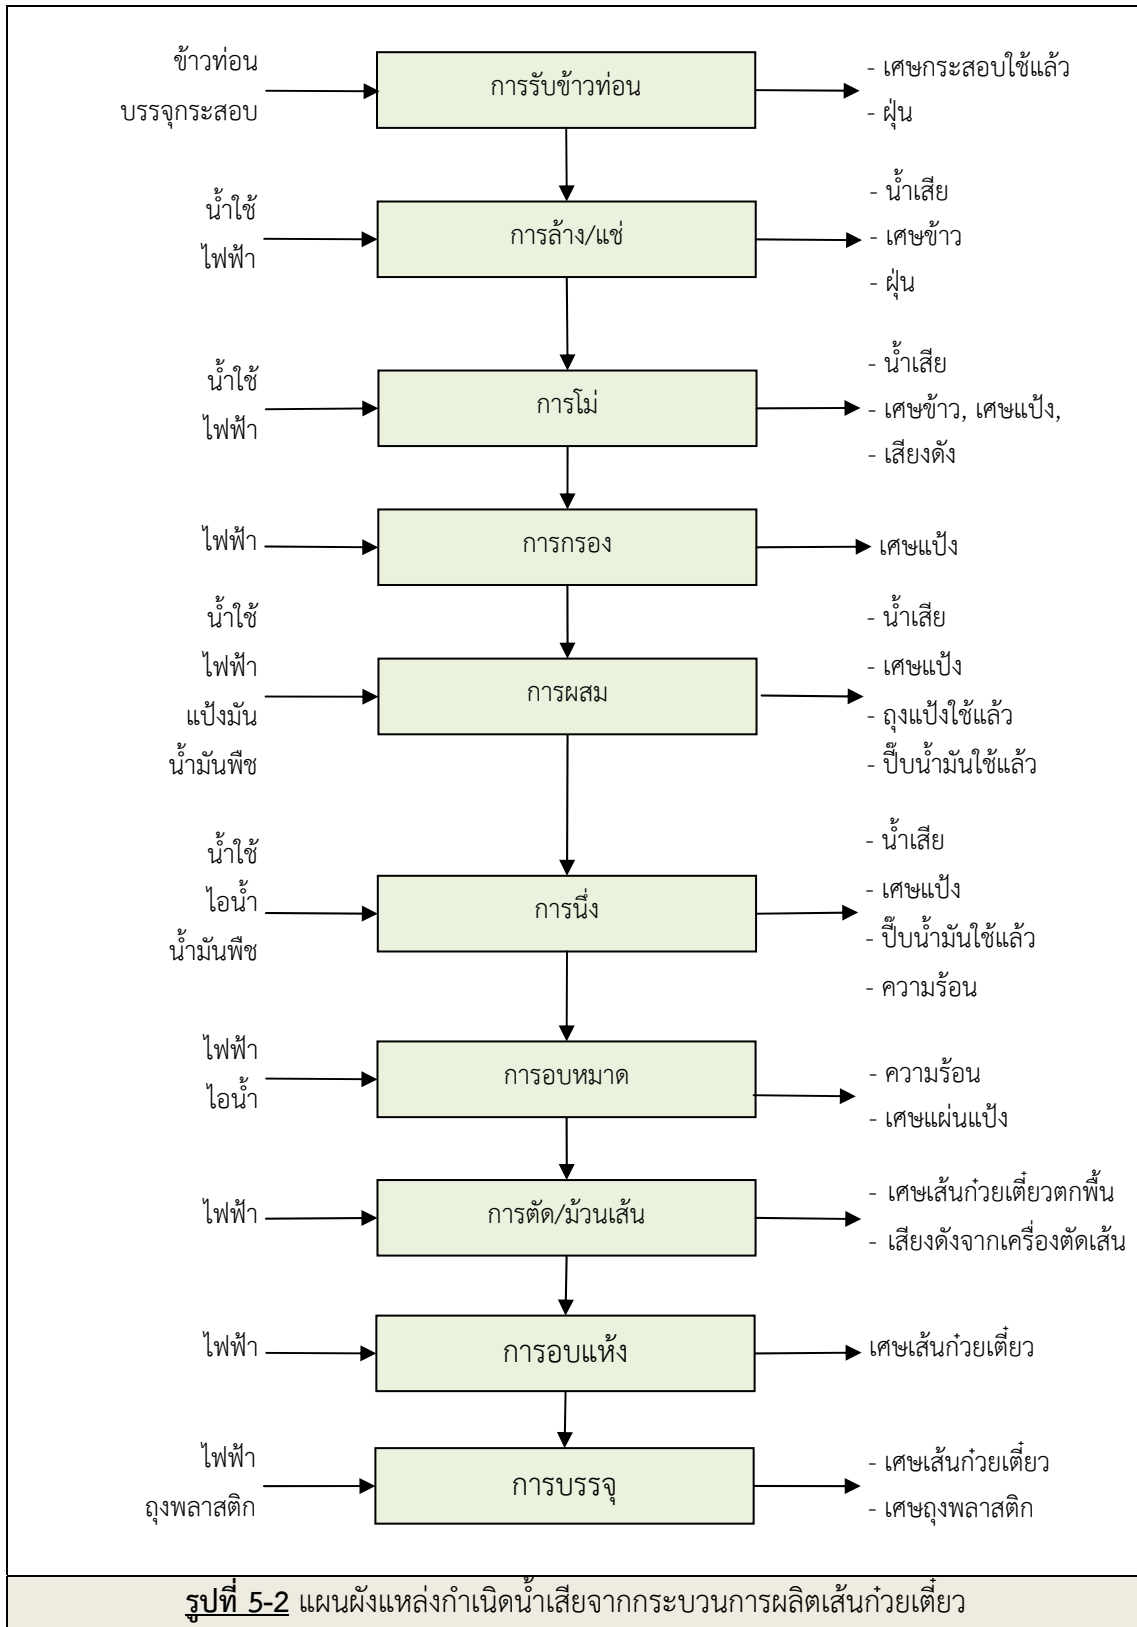 ข้าวท่อน
บรรจุกระสอบ
การรับข้าวท่อน
- เศษกระสอบใช้แล้ว
- ฝุ่น
น้ำใช้
ไฟฟ้า
การล้าง/แช่
- น้ำเสีย
- เศษข้าว
- ฝุ่น
น้ำใช้
ไฟฟ้า
การโม่
- น้ำเสีย
- เศษข้าว, เศษแป้ง,
- เสียงดัง
ไฟฟ้า
การกรอง
เศษแป้ง
น้ำใช้
ไฟฟ้า
แป้งมัน
น้ำมันพืช
การผสม
- น้ำเสีย
- เศษแป้ง
- ถุงแป้งใช้แล้ว
- ปี๊บน้ำมันใช้แล้ว
น้ำใช้
ไอน้ำ
น้ำมันพืช
การนึ่ง
- น้ำเสีย
- เศษแป้ง
- ปี๊บน้ำมันใช้แล้ว
- ความร้อน
ไฟฟ้า
ไอน้ำ
การอบหมาด
- ความร้อน
- เศษแผ่นแป้ง
ไฟฟ้า
การตัด/ม้วนเส้น
- เศษเส้นก๋วยเตี๋ยวตกพื้น
- เสียงดังจากเครื่องตัดเส้น
ไฟฟ้า
การอบแห้ง
เศษเส้นก๋วยเตี๋ยว
ไฟฟ้า
ถุงพลาสติก
การบรรจุ
- เศษเส้นก๋วยเตี๋ยว
- เศษถุงพลาสติก
รูปที่ 5-2 แผนผังแหล่งกำเนิดน้ำเสียจากกระบวนการผลิตเส้นก๋วยเตี๋ยว